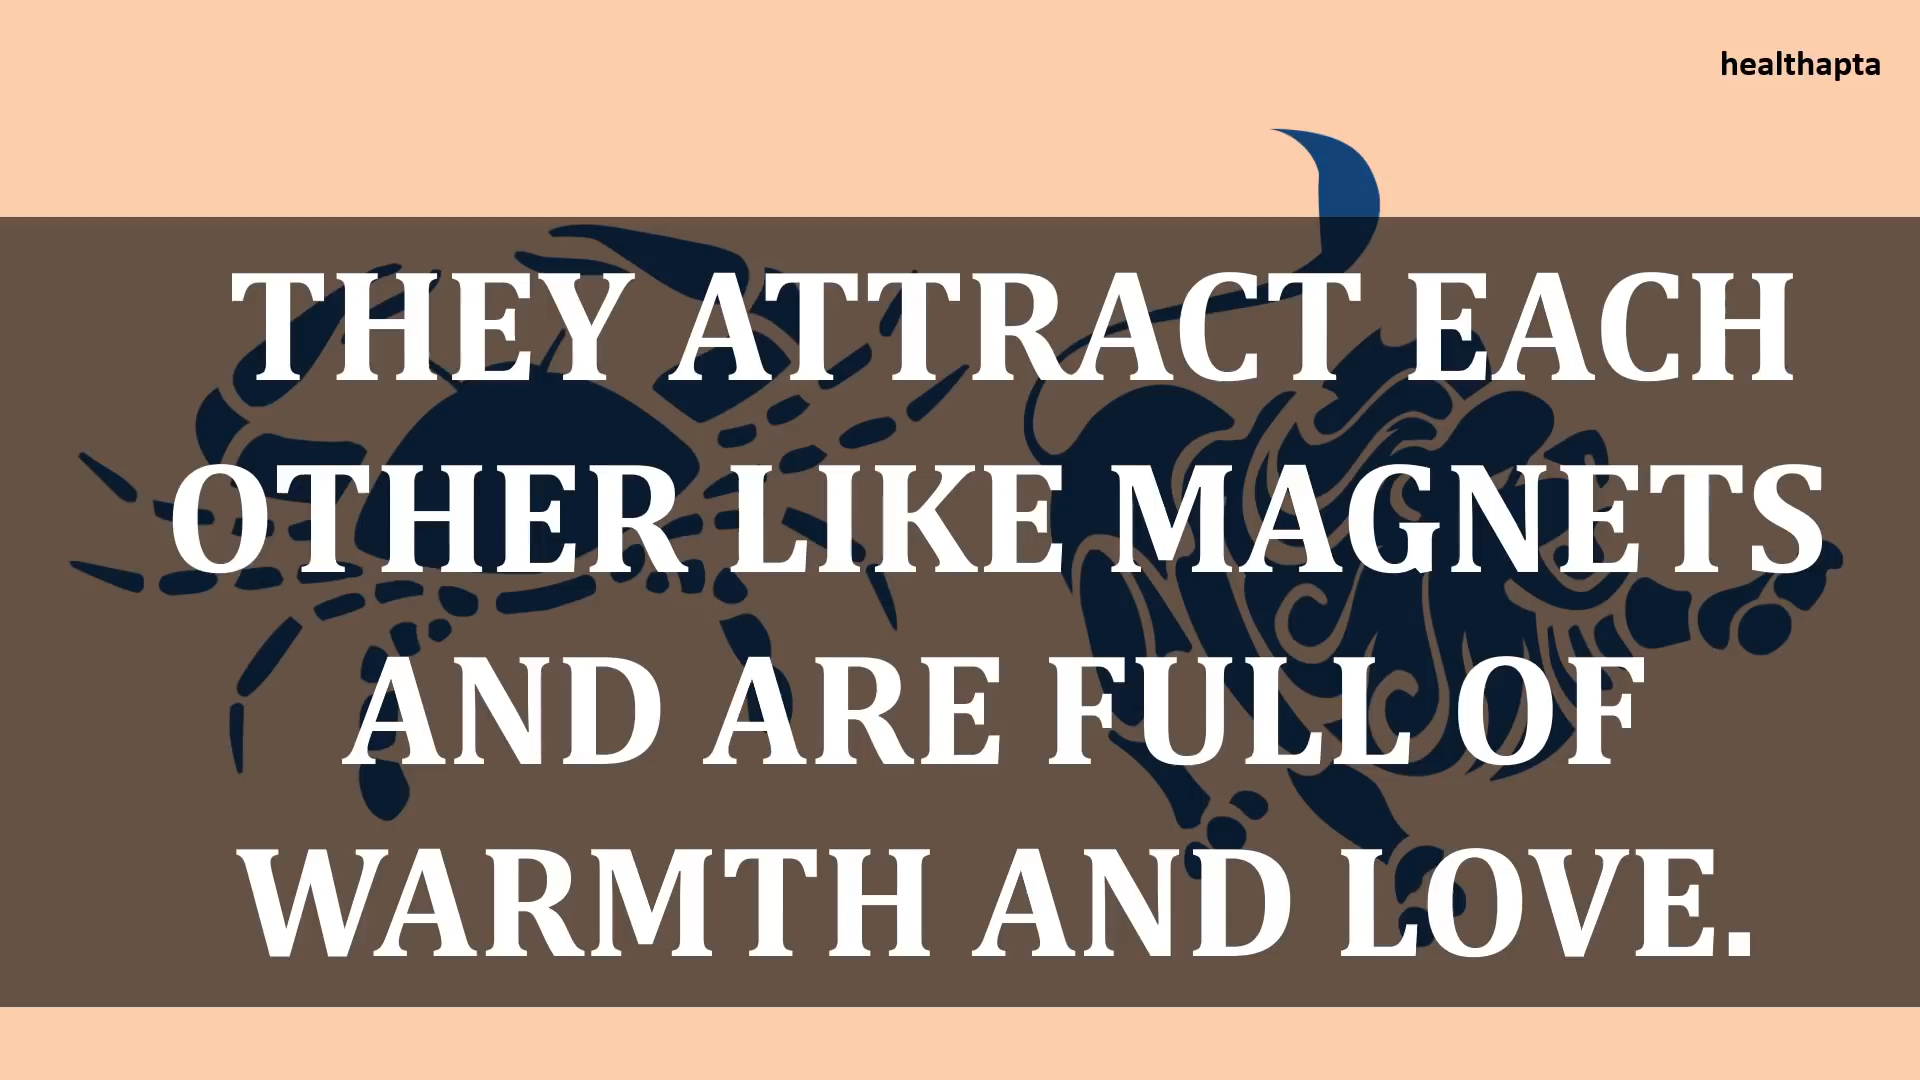 healthapta
THEY ATTRACT EACH
OTHER LIKE MAGNETS
AND ARE FULL OF
WARMTH AND LOVE.